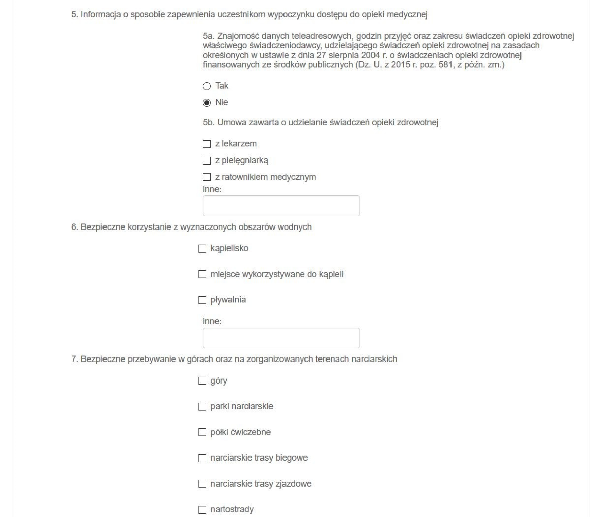 5. Informacja o sposobie zapewnienia uczestnikom wypoczynku dostępu do opieki medycznej
5a. Znajomość danych teleadresowych, godzin przyjęć oraz zakresu świadczeń opieki zdrowotnej
właściwego świadczeniodawcy, udzielającego świadczeń opieki zdrowotnej na zasadach
określonych w ustawie z dnia 27 sierpnia 2004 r. o świadczeniach opieki zdrowotnej
finansowanych ze środków publicznych (Dz. U. z 2015 r. poz. 581, z późn. zm.)
Tak
Nie
5b. Umowa zawarta o udzielanie świadczeń opieki zdrowotnej
z lekarzem
z pielęgniarką
z ratownikiem medycznym
Inne:
6. Bezpieczne korzystanie z wyznaczonych obszarów wodnych
kąpielisko
miejsce wykorzystywane do kąpieli
pływalnia
Inne:
7. Bezpieczne przebywanie w górach oraz na zorganizowanych terenach narciarskich
góry
parki narciarskie
półki ćwiczebne
narciarskie trasy biegowe
narciarskie trasy zjazdowe
nartostrady